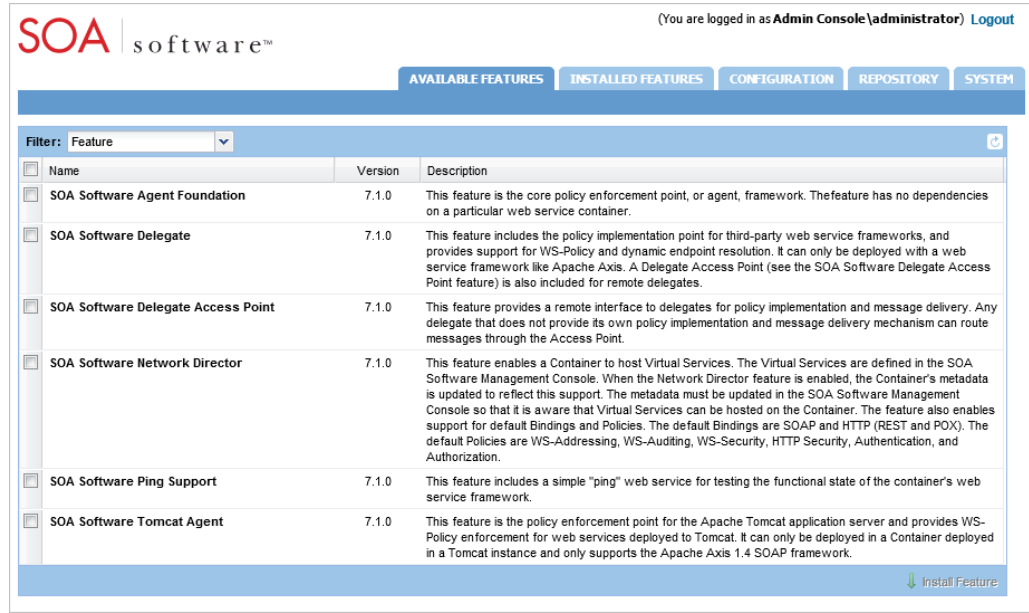 (You are logged in as Admin Console\administrator) Logout
SOA software™
AVAILABLE FEATURES INSTALLED FEATURES CONFIGURATION REPOSITORY SYSTEM
Filter: Feature
Name Version Description
SOA Software Agent Foundation 7.1.0 This feature is the core policy enforcement point, or agent, framework. Thefeature has no dependencies
on a particular web service container.
SOA Software Delegate 7.1.0 This feature includes the policy implementation point for third-party web service frameworks, and
provides support for WS-Policy and dynamic endpoint resolution. It can only be deployed with a web
service framework like Apache Axis. A Delegate Access Point (see the SOA Software Delegate Access
Point feature) is also included for remote delegates.
SOA Software Delegate Access Point 7.1.0 This feature provides a remote interface to delegates for policy implementation and message delivery. Any
delegate that does not provide its own policy implementation and message delivery mechanism can route
messages through the Access Point.
SOA Software Network Director 7.1.0 This feature enables a Container to host Virtual Services. The Virtual Services are defined in the SOA
Software Management Console. When the Network Director feature is enabled, the Container's metadata
is updated to reflect this support. The metadata must be updated in the SOA Software Management
Console so that it is aware that Virtual Services can be hosted on the Container. The feature also enables
support for default Bindings and Policies. The default Bindings are SOAP and HTTP (REST and POX). The
default Policies are WS-Addressing, WS-Auditing, WS-Security, HTTP Security, Authentication, and
Authorization.
SOA Software Ping Support 7.1.0 This feature includes a simple "ping" web service for testing the functional state of the container's web
service framework.
SOA Software Tomcat Agent 7.1.0 This feature is the policy enforcement point for the Apache Tomcat application server and provides WS-
Policy enforcement for web services deployed to Tomcat. It can only be deployed in a Container deployed
in a Tomcat instance and only supports the Apache Axis 1.4 SOAP framework.
Install Feature